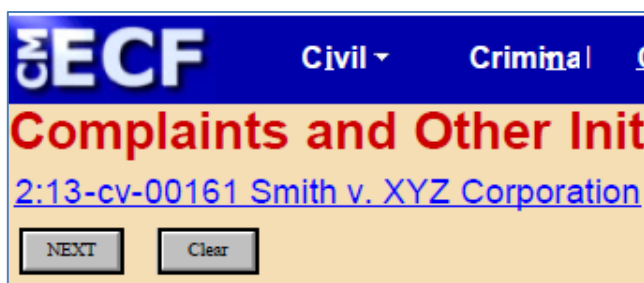 CM ECF Civil Criminal
Complaints and Other Init
2:13-cv-00161 Smith v. XYZ Corporation
NEXT Clear